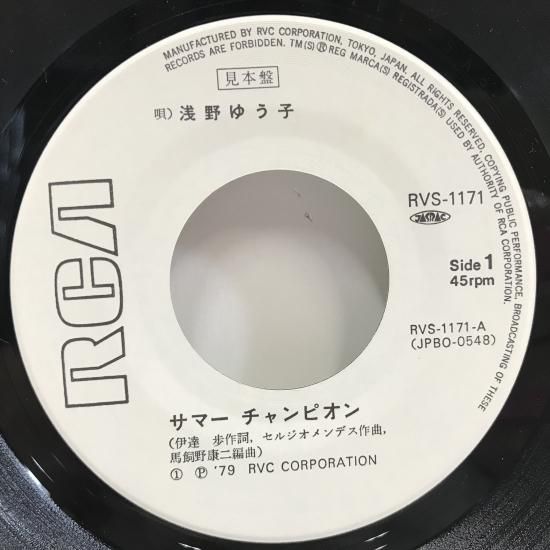 MANUFACTURED BY RVC CORPORATION, TOKYO, JAPAN. ALL RIGHTS RESERVED. COPYING PUBLIC PERFORMANCE, BROADCASTING OF THESE
RECORDS ARE FORBIDDEN. TM(S)® REG MARCA(S) REGISTRADA(S) USED BY AUTHORITY OF RCA CORPORATION.
見本盤
唄) 浅野ゆう子
RCA
RVS-1171
JASRAC
Side 1
45rpm
RVS-1171-A
(JPBO-0548)
サマー チャンピオン
(伊達 歩作詞, セルジオメンデス作曲,
馬飼野康二編曲)
① Ⓟ '79 RVC CORPORATION